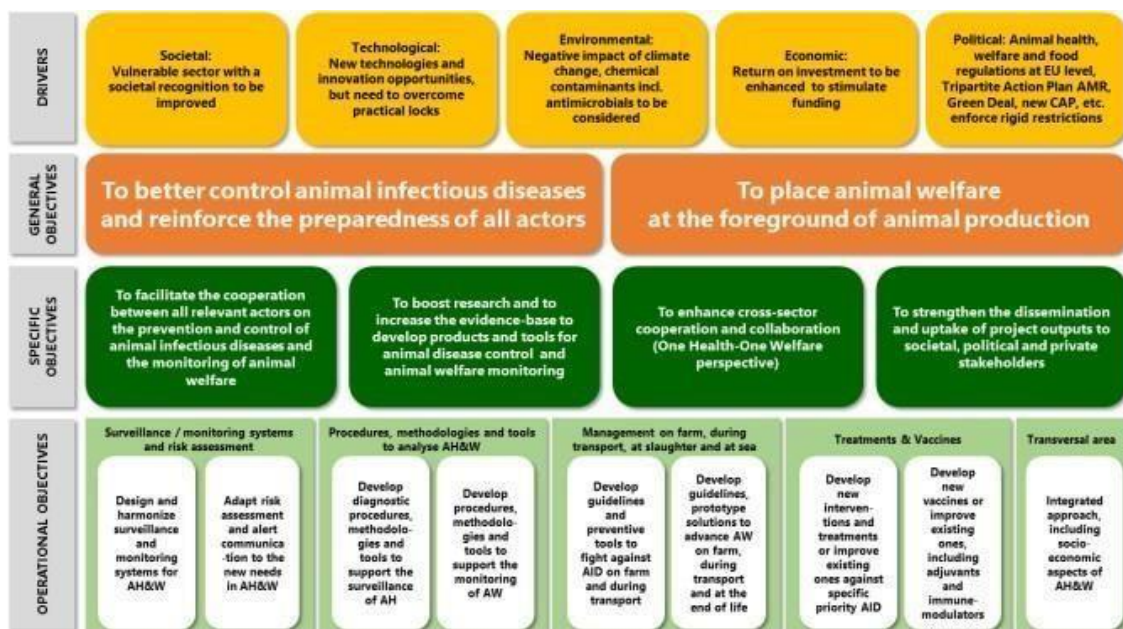 DRIVERS
Societal:
Vulnerable sector with a
societal recognition to be
improved
Technological:
New technologies and
innovation opportunities,
but need to overcome
practical locks
Environmental:
Negative impact of climate
change, chemical
contaminants incl.
antimicrobials to be
considered
Economic:
Return on investment to be
enhanced to stimulate
funding
Political: Animal health,
welfare and food
regulations at EU level,
Tripartite Action Plan AMR,
Green Deal, new CAP, etc.
enforce rigid restrictions
GENERAL
OBJECTIVES
To better control animal infectious diseases
and reinforce the preparedness of all actors
To place animal welfare
at the foreground of animal production
SPECIFIC
OBJECTIVES
To facilitate the cooperation
between all relevant actors on
the prevention and control of
animal infectious diseases and
the monitoring of animal
welfare
To boost research and to
increase the evidence-base to
develop products and tools for
animal disease control and
animal welfare monitoring
To enhance cross-sector
cooperation and collaboration
(One Health-One Welfare
perspective)
To strengthen the dissemination
and uptake of project outputs to
societal, political and private
stakeholders
OPERATIONAL OBJECTIVES
Surveillance / monitoring systems
and risk assessment
Design and
harmonize
surveillance
and
monitoring
systems for
AH&W
Adapt risk
assessment
and alert
communica
-tion to the
new needs
in AH&W
Procedures, methodologies and tools
to analyse AH&W
Develop
diagnostic
procedures,
methodolo-
gies and
tools to
support the
surveillance
of AH
Develop
procedures,
methodolo-
gies and
tools to
support the
monitoring
of AW
Management on farm, during
transport, at slaughter and at sea
Develop
guidelines
and
preventive
tools to
fight against
AID on farm
and during
transport
Develop
guidelines,
prototype
solutions to
advance AW
on farm,
during
transport
and at the
end of life
Treatments & Vaccines
Develop
new
interven-
tions and
treatments
or improve
existing
ones against
specific
priority AID
Develop
new
vaccines or
improve
existing
ones,
including
adjuvants
and
immune-
modulators
Transversal area
Integrated
approach,
including
socio-
economic
aspects of
AH&W